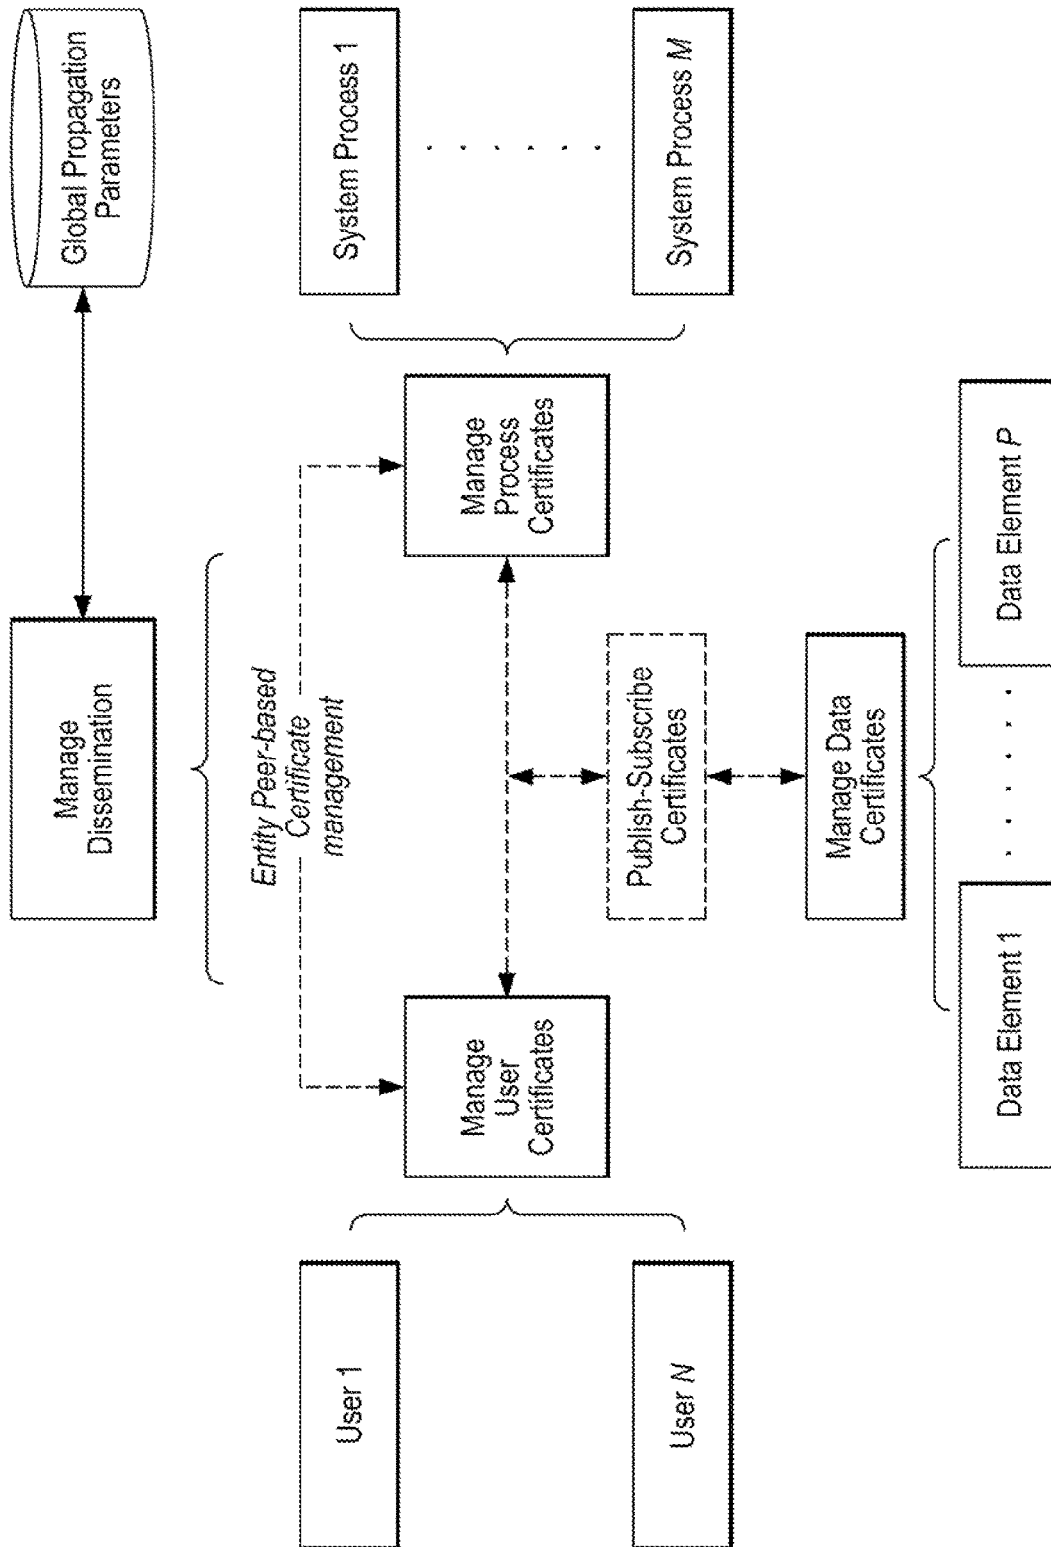 Manage
Dissemination
Global Propagation
Parameters
Entity Peer-based
Certificate
management
User 1
User N
Manage
User
Certificates
Manage
Process
Certificates
System Process 1
System Process M
Publish-Subscribe
Certificates
Manage Data
Certificates
Data Element 1
Data Element P